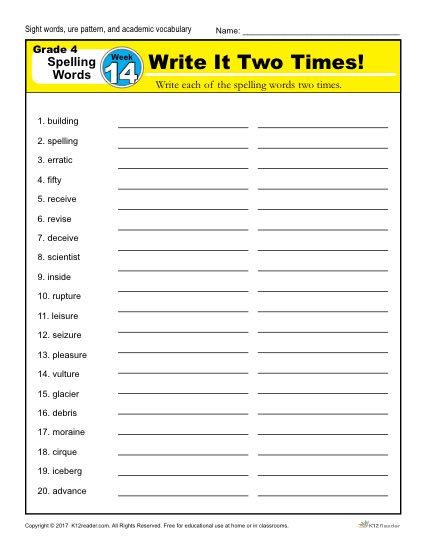 Sight words, ure pattern, and academic vocabulary Name: ______________________________
Grade 4
Spelling
Words
Week
14
Write It Two Times!
Write each of the spelling words two times.
1. building
2. spelling
3. erratic
4. fifty
5. receive
6. revise
7. deceive
8. scientist
9. inside
10. rupture
11. leisure
12. seizure
13. pleasure
14. vulture
15. glacier
16. debris
17. moraine
18. cirque
19. iceberg
20. advance
Copyright © 2017 K12reader.com. All Rights Reserved. Free for educational use at home or in classrooms.
K12Reader